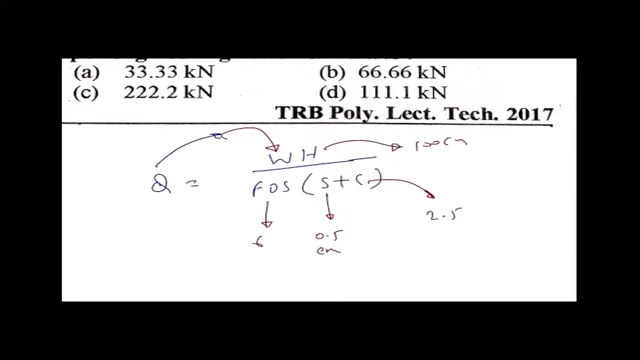 (a) 33.33 kN (b) 66.66 kN
(c) 222.2 kN (d) 111.1 kN
TRB Poly. Lect. Tech. 2017
WH 100cm
Q = FOS (S+C)
2.5
6 0.5
cm